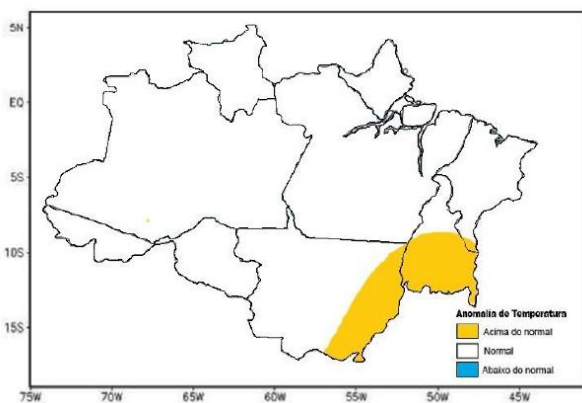 5N
EQ
5S
10S
15S
75W 70W 65W 60W 55W 50W 45W
Anomalia de Temperatura
Acima do normal
Normal
Abaixo do normal